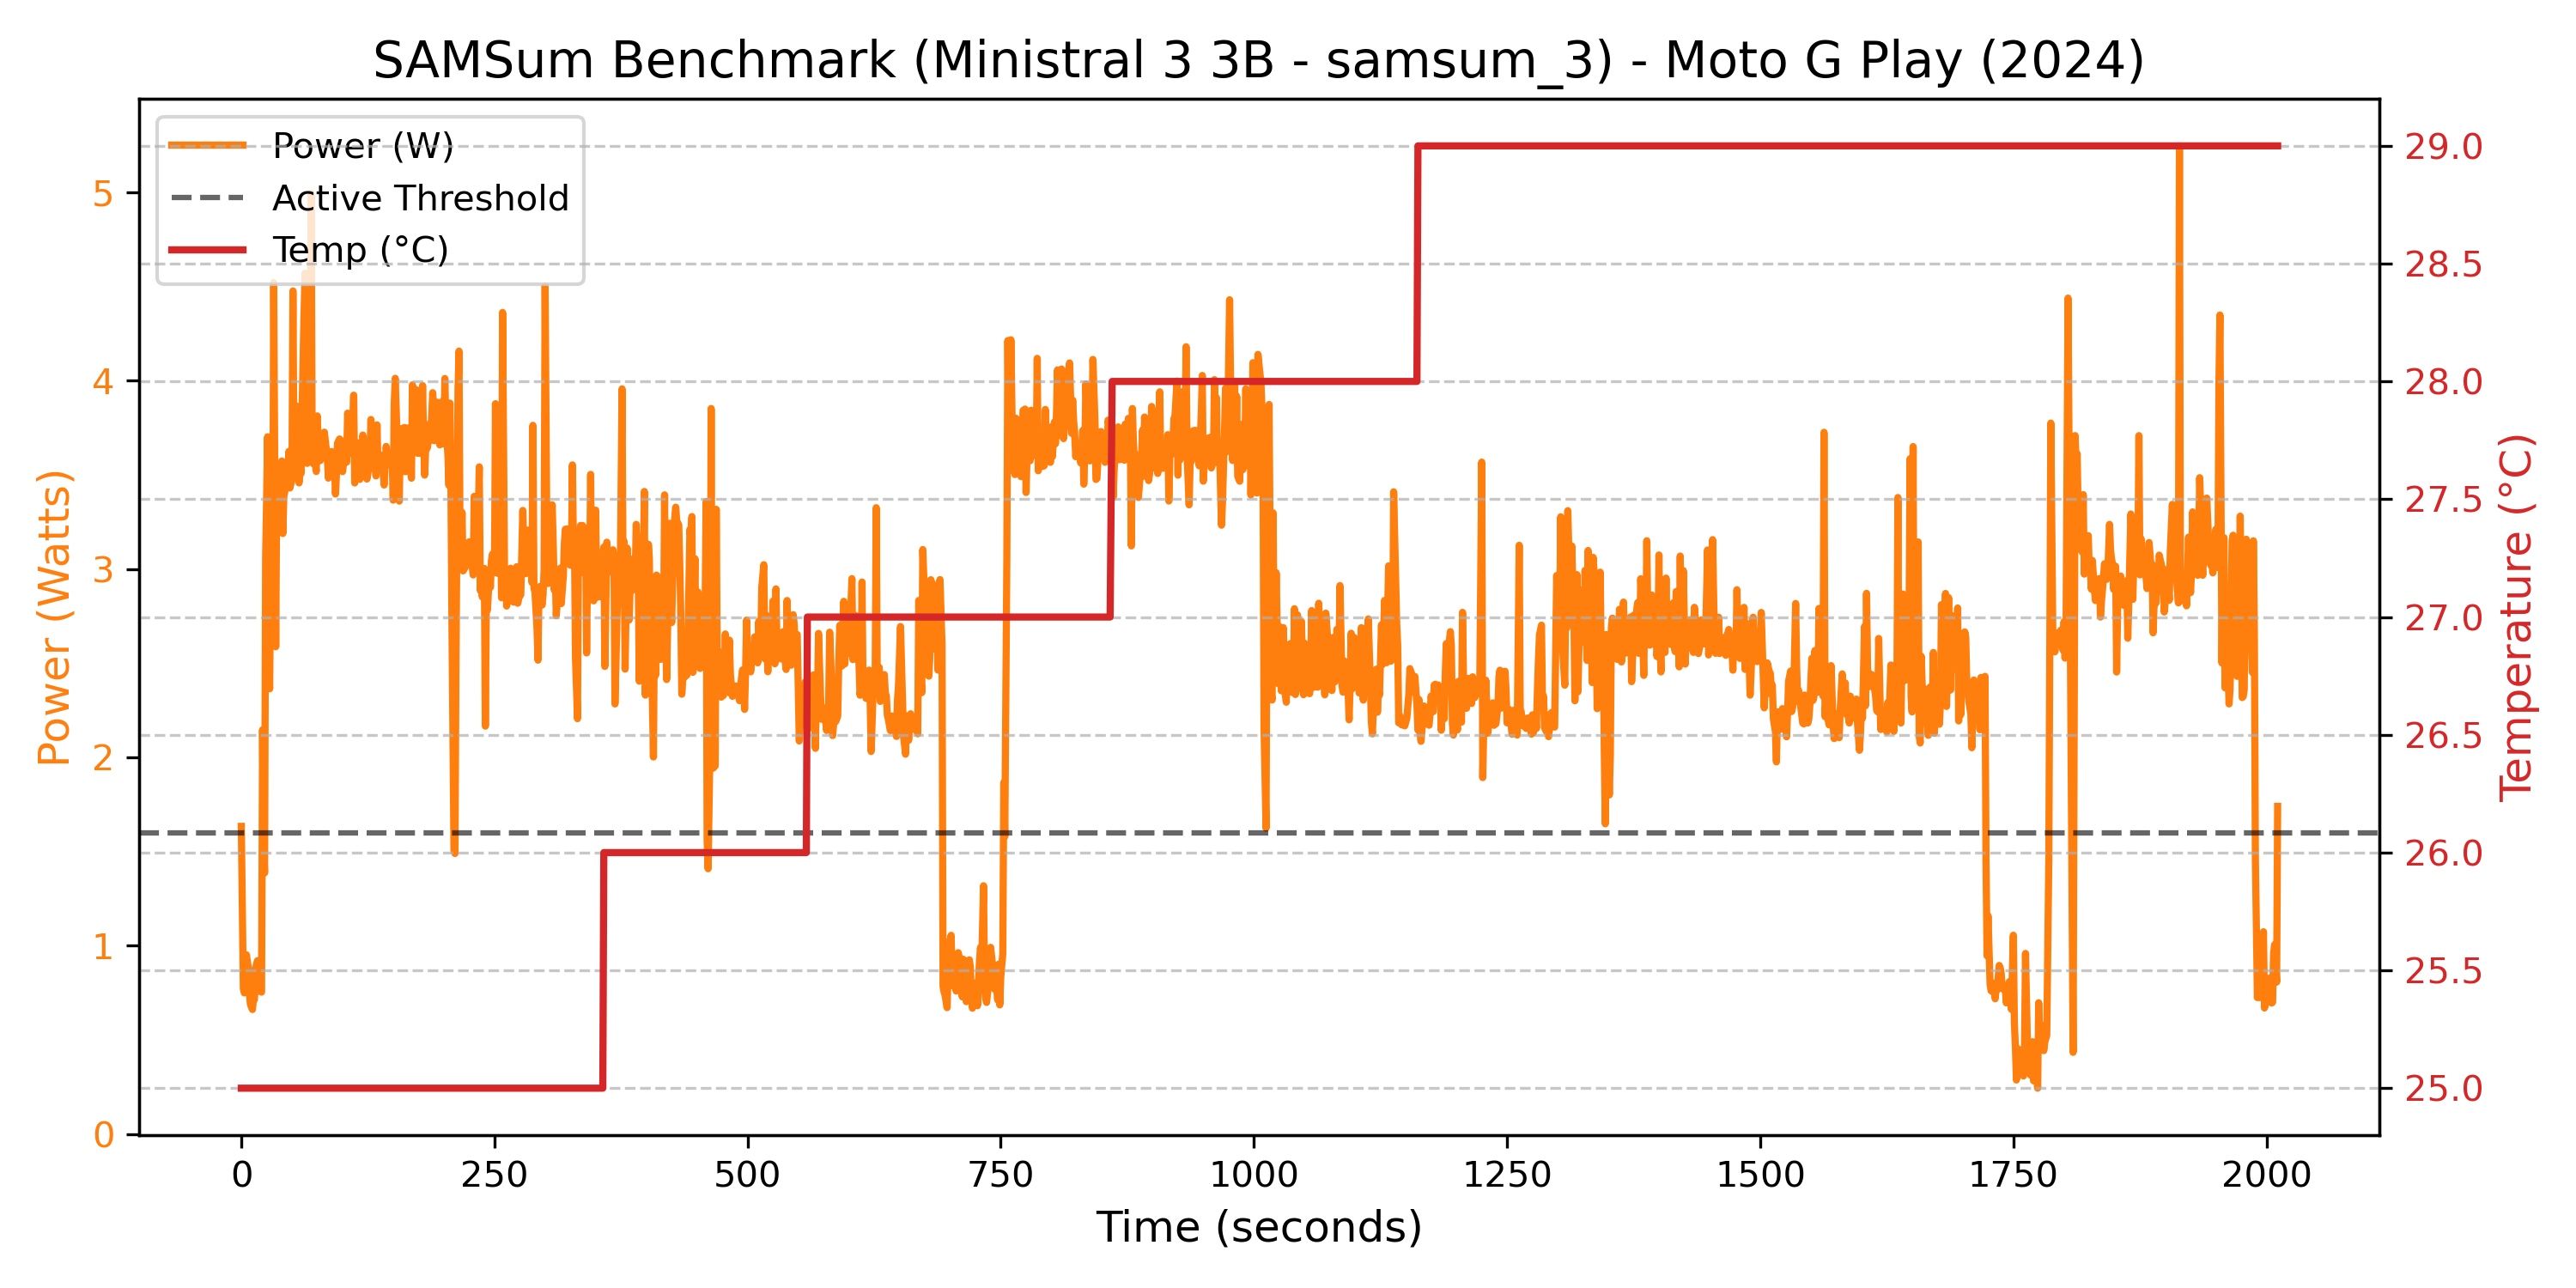 SAMSum Benchmark (Ministral 3 3B - samsum_3) - Moto G Play (2024)
Power (W)
Active Threshold
Temp (°C)
Power (Watts)
5
4
3
2
1
0
29.0
28.5
28.0
27.5
27.0
26.5
26.0
25.5
25.0
Temperature (°C)
0 250 500 750 1000 1250 1500 1750 2000
Time (seconds)